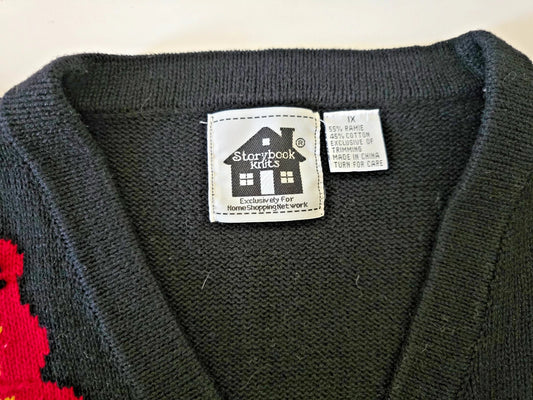 Storybook ®
knits
Exclusively For
Home Shopping Network
1X
55% RAMIE
45% COTTON
EXCLUSIVE OF
TRIMMING
MADE IN CHINA
TURN FOR CARE